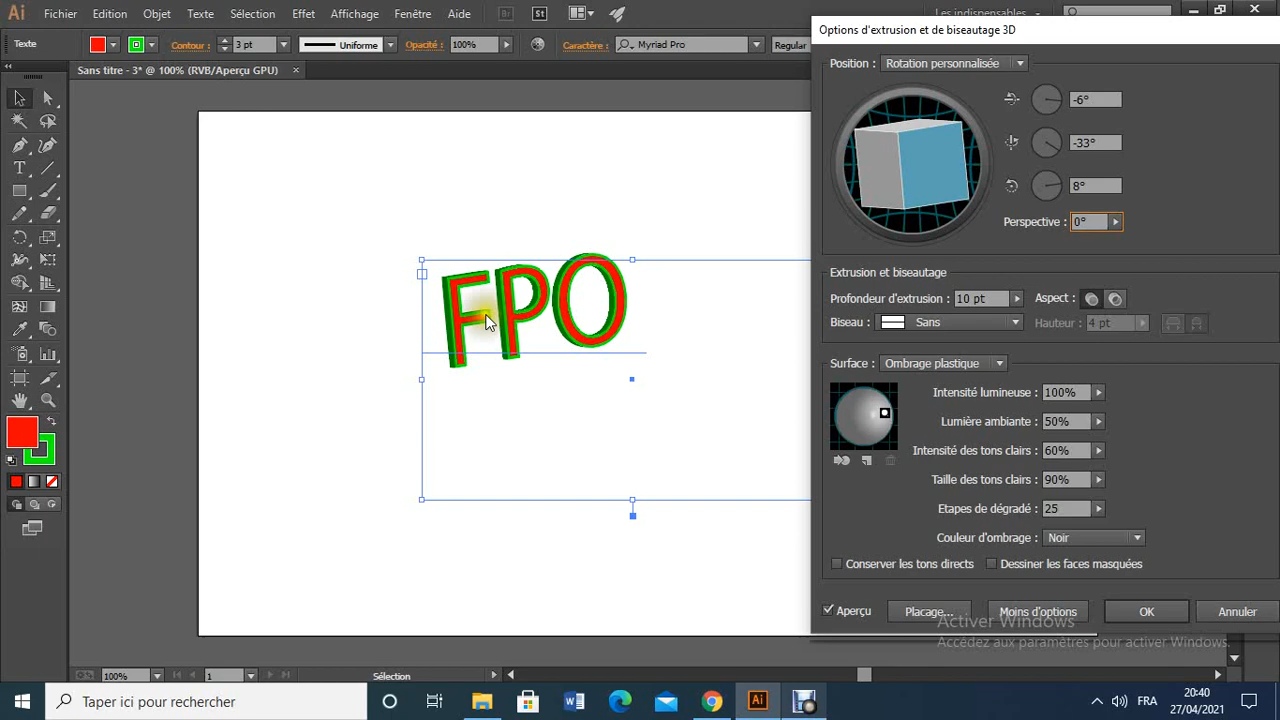 Ai Fichier Edition Objet Texte Sélection Effet Affichage Fenêtre Aide Br St Les indispensables
Texte Contour : 3 pt Uniforme Opacité : 100% Caractère : Myriad Pro Regular
Sans titre - 3* @ 100% (RVB/Aperçu GPU) ×
Options d'extrusion et de biseautage 3D
Position : Rotation personnalisée
-6°
-33°
8°
Perspective : 0°
FPO
Extrusion et biseautage
Profondeur d'extrusion : 10 pt Aspect :
Biseau : Sans Hauteur : 4 pt
Surface : Ombrage plastique
Intensité lumineuse : 100%
Lumière ambiante : 50%
Intensité des tons clairs : 60%
Taille des tons clairs : 90%
Etapes de dégradé : 25
Couleur d'ombrage : Noir
Conserver les tons directs Dessiner les faces masquées
Aperçu Placage... Moins d'options OK Annuler
Activer Windows
Accédez aux paramètres pour activer Windows.
100% 1 Sélection
Taper ici pour rechercher
FRA
20:40
27/04/2021